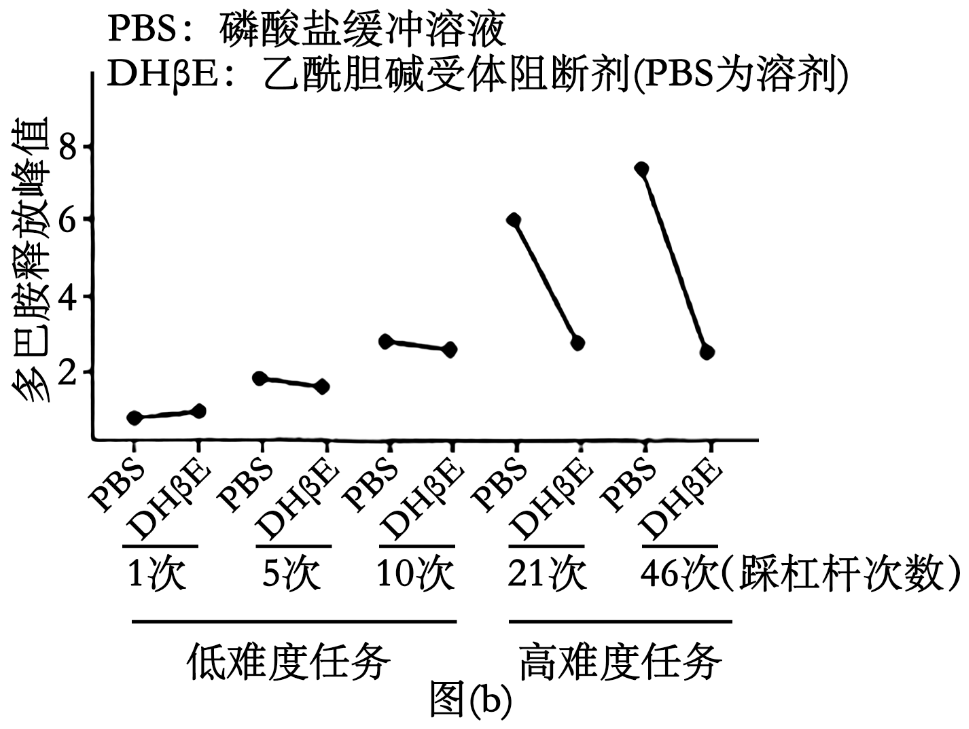 PBS：磷酸盐缓冲溶液
DHβE：乙酰胆碱受体阻断剂(PBS为溶剂)
多巴胺释放峰值
8
6
4
2
PBS DHβE PBS DHβE PBS DHβE PBS DHβE PBS DHβE
1次 5次 10次 21次 46次(踩杠杆次数)
低难度任务 高难度任务
图(b)